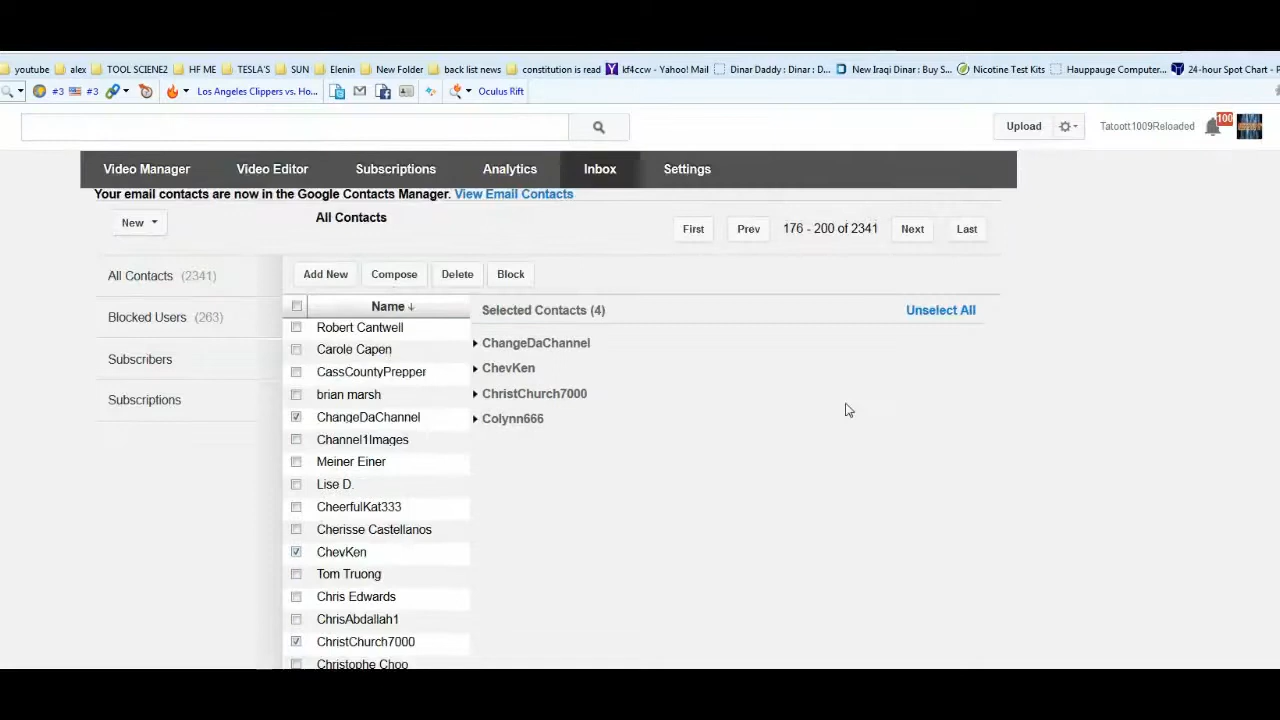 youtube alex TOOL SCIENE2 HF ME TESLA'S SUN Elenin New Folder back list news constitution is read kf4ccw - Yahoo! Mail Dinar Daddy : Dinar : D... New Iraqi Dinar : Buy S... Nicotine Test Kits Hauppauge Computer... 24-hour Spot Chart - P
#3 #3 Los Angeles Clippers vs. Ho... Oculus Rift
Upload Tatoott1009Reloaded 100
Video Manager Video Editor Subscriptions Analytics Inbox Settings
Your email contacts are now in the Google Contacts Manager. View Email Contacts
New All Contacts First Prev 176 - 200 of 2341 Next Last
All Contacts (2341) Add New Compose Delete Block
Name Selected Contacts (4) Unselect All
Blocked Users (263)
Subscribers
Subscriptions
Robert Cantwell
Carole Capen
CassCountyPrepper
brian marsh
ChangeDaChannel
Channel1Images
Meiner Einer
Lise D.
CheerfulKat333
Cherisse Castellanos
ChevKen
Tom Truong
Chris Edwards
ChrisAbdallah1
ChristChurch7000
Christophe Choo
ChangeDaChannel
ChevKen
ChristChurch7000
Colynn666